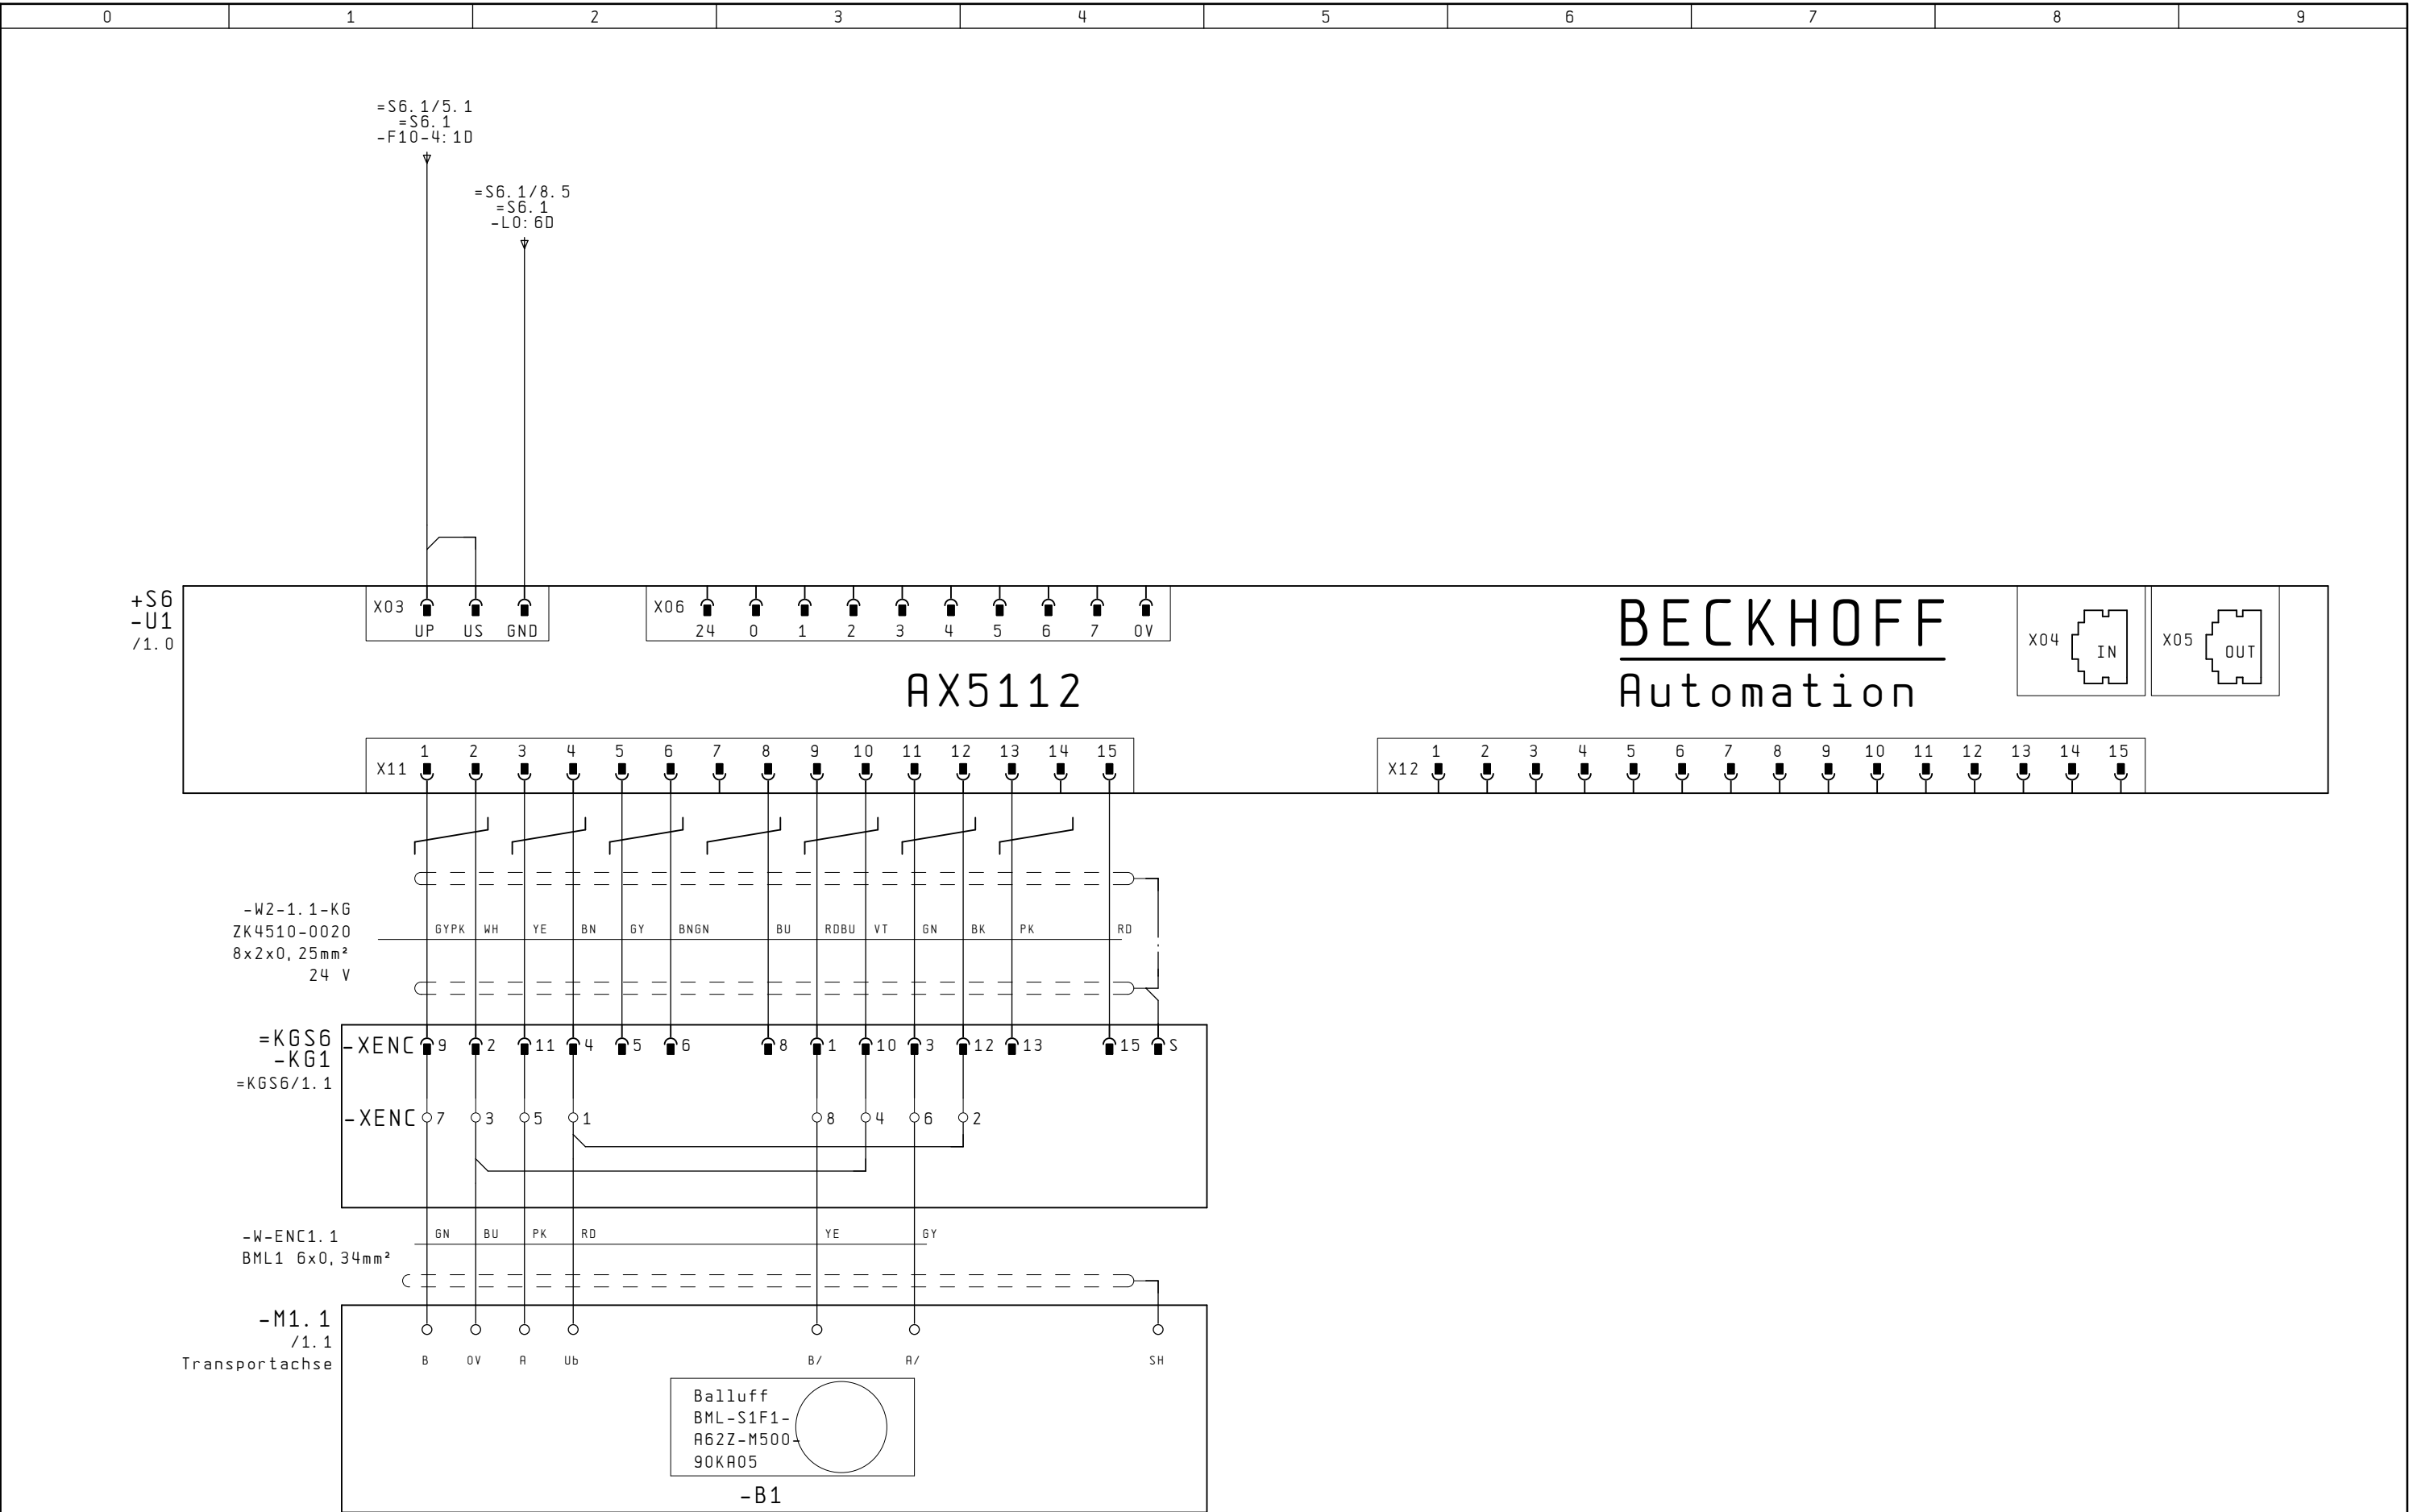 0 1 2 3 4 5 6 7 8 9
=S6.1/5.1
=S6.1
-F10-4:1D
=S6.1/8.5
=S6.1
-L0:6D
+S6
-U1
/1.0
X03
UP US GND
X06
24 0 1 2 3 4 5 6 7 0V
BECKHOFF
Automation
X04 IN
X05 OUT
AX5112
1 2 3 4 5 6 7 8 9 10 11 12 13 14 15
X11
1 2 3 4 5 6 7 8 9 10 11 12 13 14 15
X12
-W2-1.1-KG
ZK4510-0020
8x2x0,25mm²
24 V
GYPK WH YE BN GY BNGN BU RDBU VT GN BK PK RD
=KGS6
-KG1
=KGS6/1.1
-XENC 9 2 11 4 5 6 8 1 10 3 12 13 15 S
-XENC 7 3 5 1 8 4 6 2
-W-ENC1.1
BML1 6x0,34mm²
GN BU PK RD YE GY
-M1.1
/1.1
Transportachse
B 0V A Ub B/ A/ SH
Balluff
BML-S1F1-
A62Z-M500-
90KA05
-B1